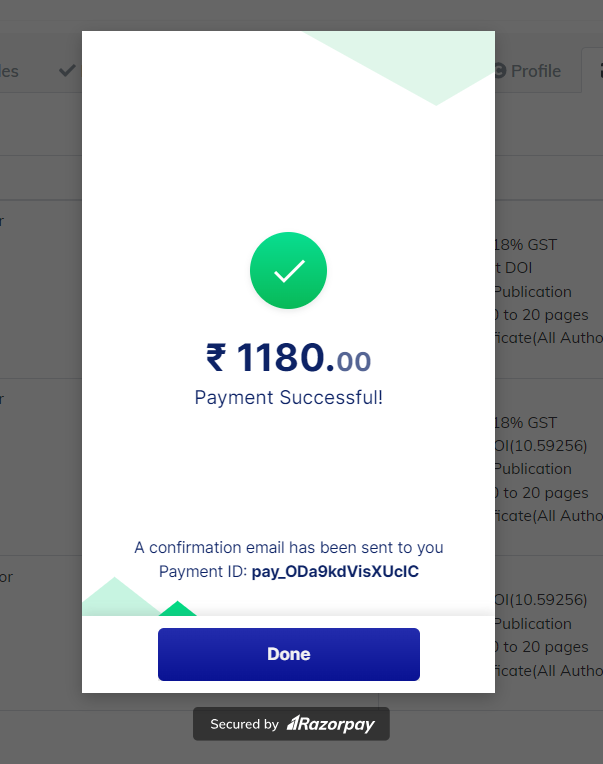 Profile
18% GST
t DOI
Publication
to 20 pages
ficate(All Autho
₹ 1180.00
Payment Successful!
18% GST
OI(10.59256)
Publication
to 20 pages
ficate(All Autho
A confirmation email has been sent to you
Payment ID: pay_ODa9kdVisXUcIC
or
OI(10.59256)
Publication
to 20 pages
ficate(All Autho
Done
Secured by Razorpay